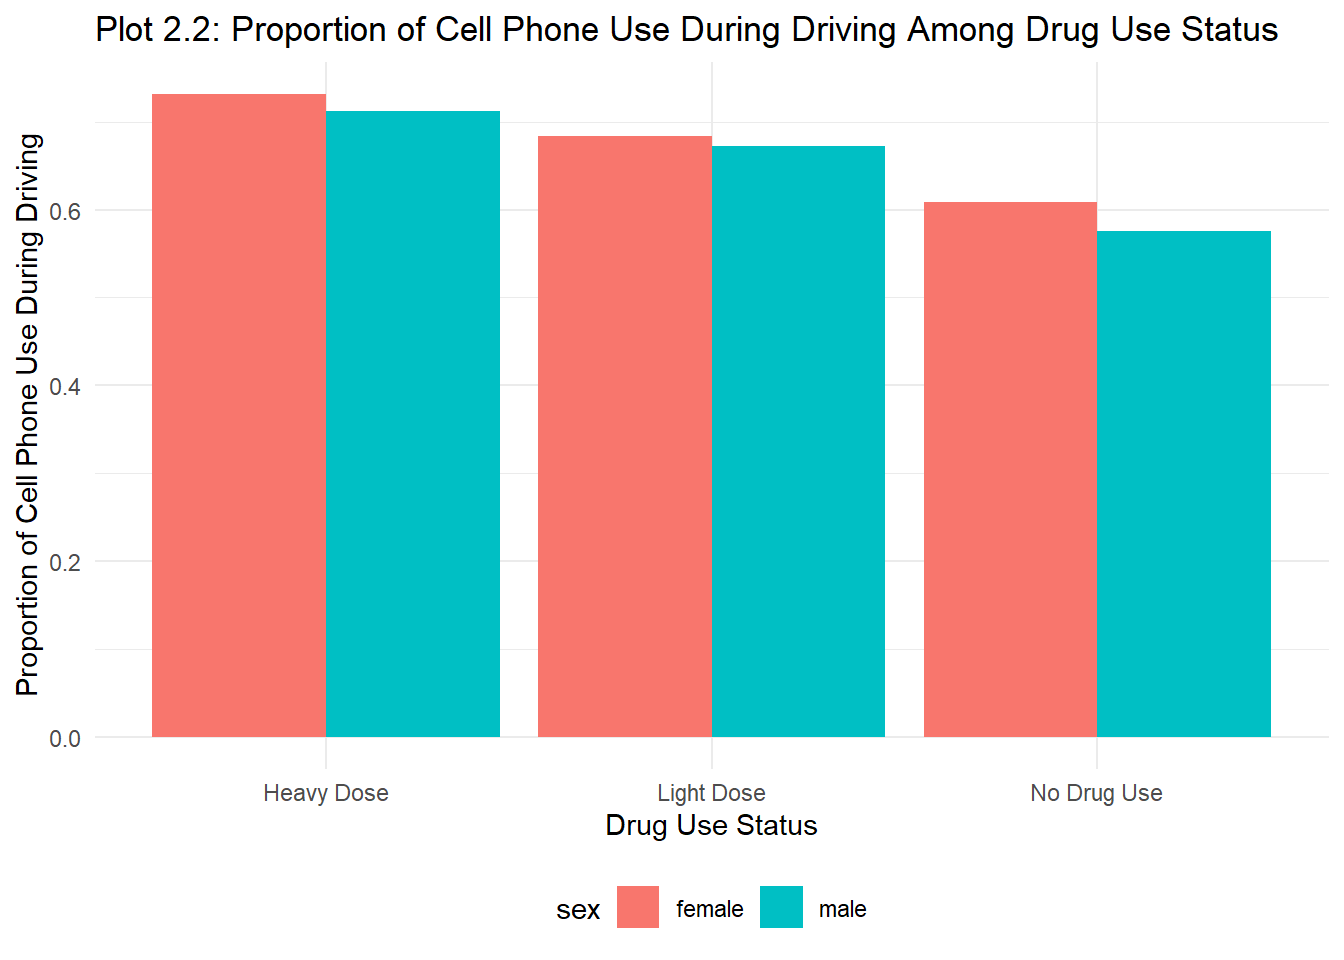 Plot 2.2: Proportion of Cell Phone Use During Driving Among Drug Use Status
Proportion of Cell Phone Use During Driving
0.6
0.4
0.2
0.0
Heavy Dose
Light Dose
No Drug Use
Drug Use Status
sex
female
male